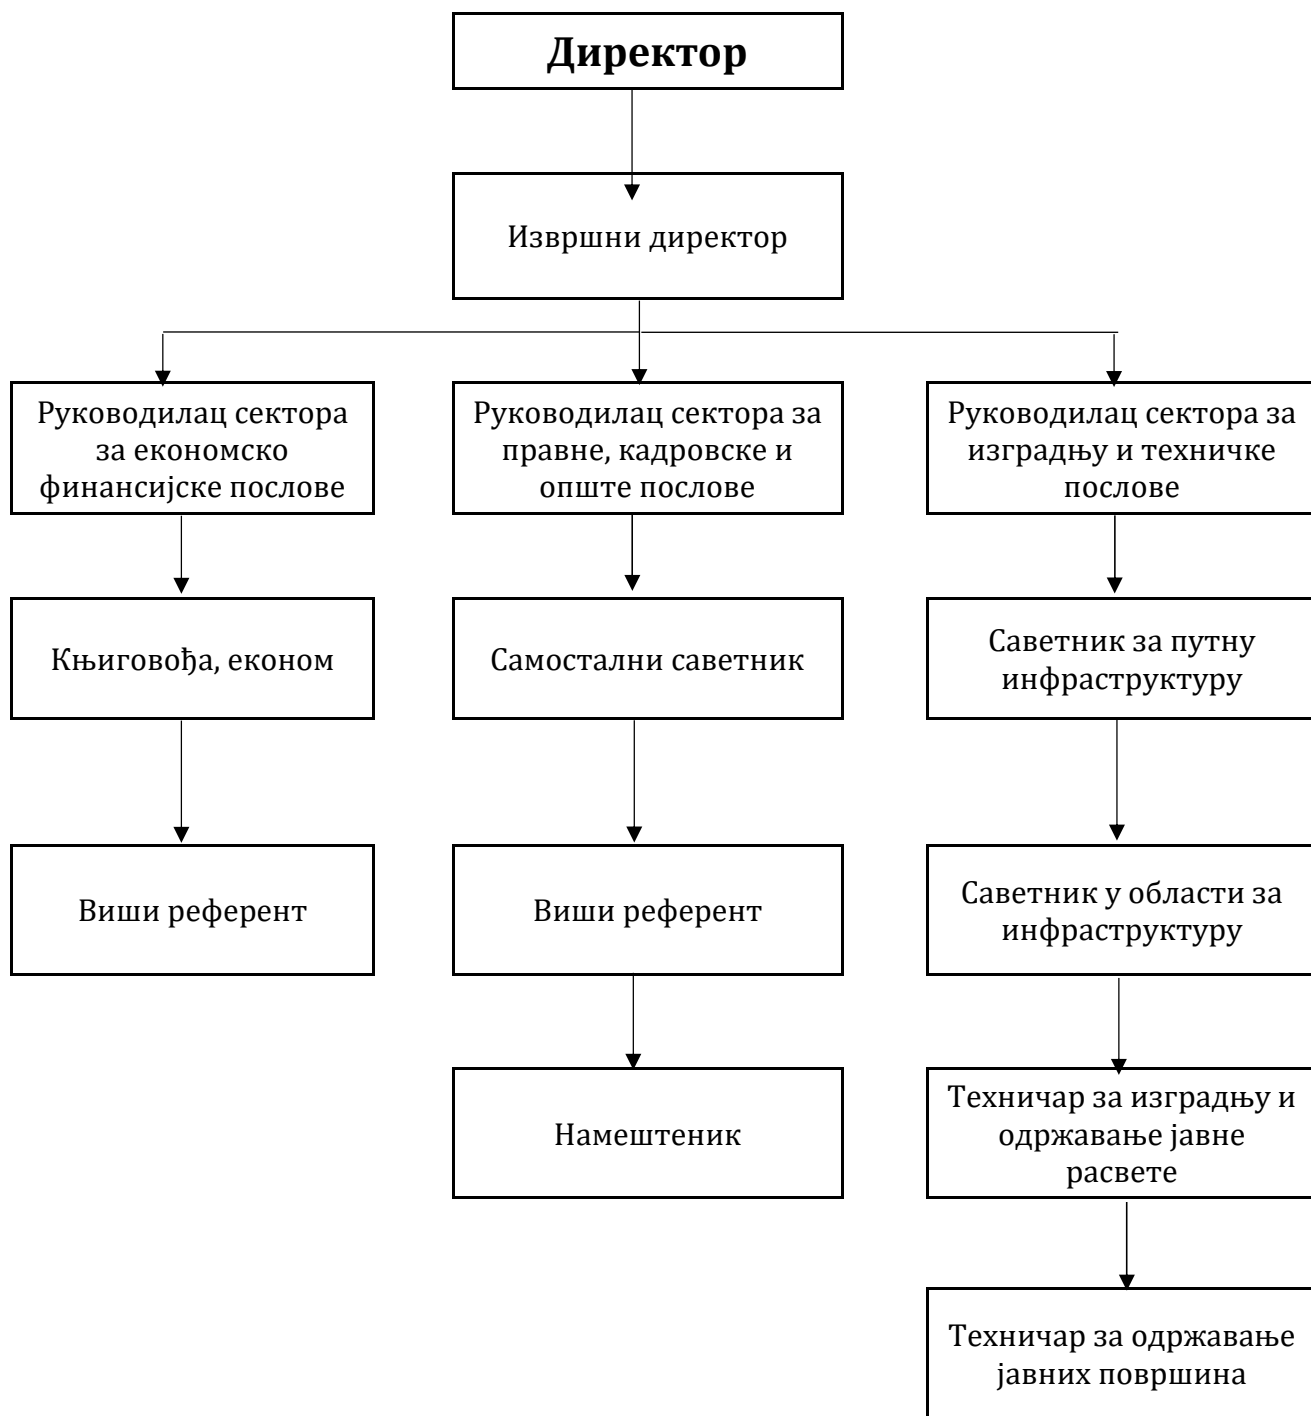 Директор
Извршни директор
Руководилац сектора
за економско
финансијске послове
Руководилац сектора за
правне, кадровске и
опште послове
Руководилац сектора за
изградњу и техничке
послове
Књиговођа, економ
Самостални саветник
Саветник за путну
инфраструктуру
Виши референт
Виши референт
Саветник у области за
инфраструктуру
Намештеник
Техничар за изградњу и
одржавање јавне
расвете
Техничар за одржавање
јавних површина